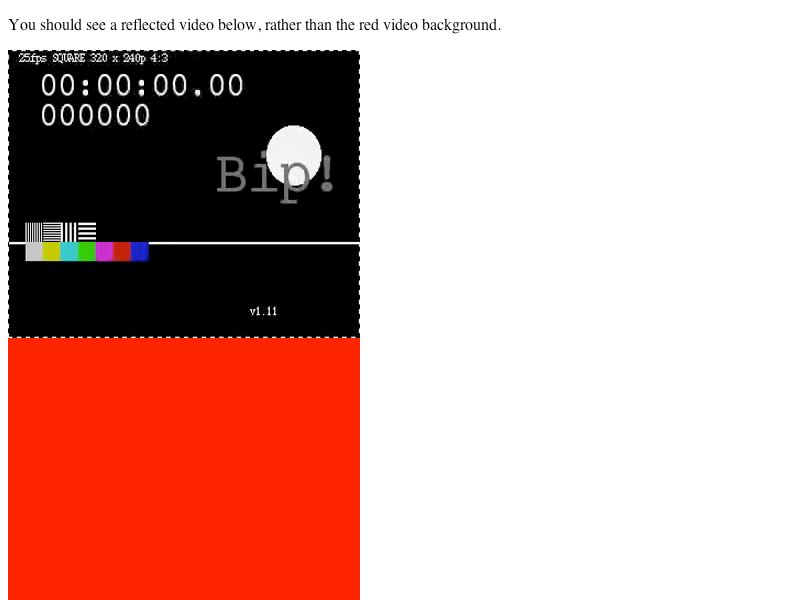 You should see a reflected video below, rather than the red video background.
25fps SQUARE 320 x 240p 4:3
00:00:00.00
000000
Bip!
v1.11